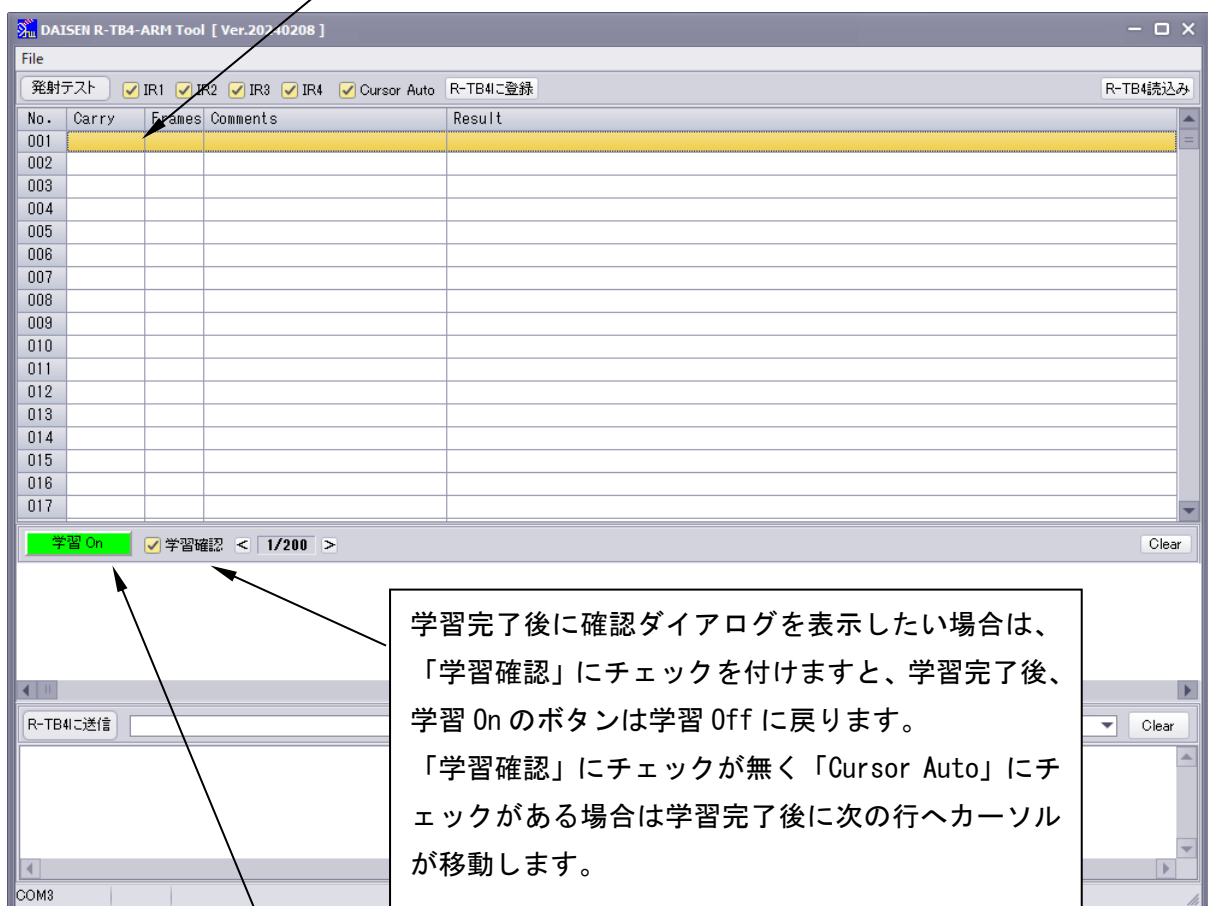 DAISEN R-TB4-ARM Tool [ Ver.20240208 ]
File
発射テスト IR1 IR2 IR3 IR4 Cursor Auto R-TB4に登録 R-TB4読込み
No. Carry Frames Comments Result
001
002
003
004
005
006
007
008
009
010
011
012
013
014
015
016
017
学習 On 学習確認 < 1/200 > Clear
学習完了後に確認ダイアログを表示したい場合は、
「学習確認」にチェックを付けますと、学習完了後、
学習 On のボタンは学習 Off に戻ります。
「学習確認」にチェックが無く「Cursor Auto」にチ
ェックがある場合は学習完了後に次の行へカーソル
が移動します。
R-TB4に送信 Clear
COM3